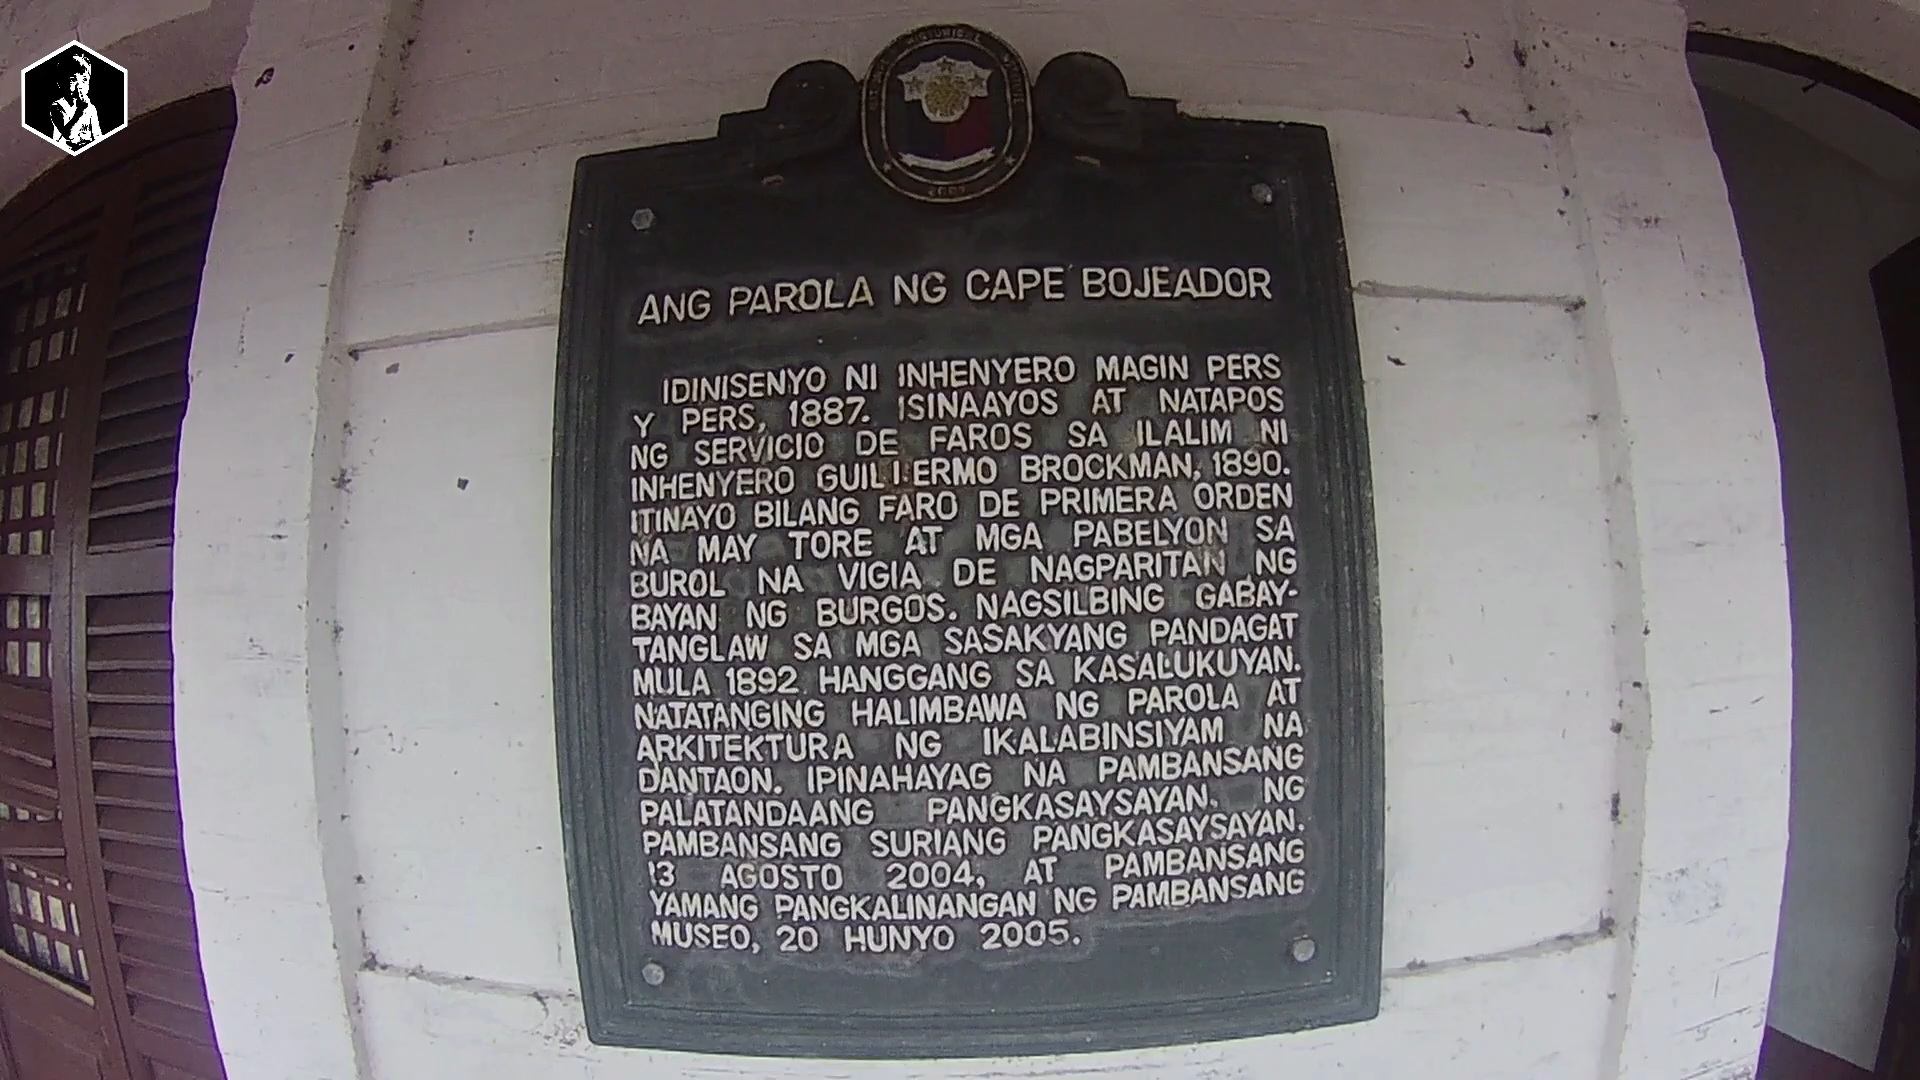 ANG PAROLA NG CAPE BOJEADOR
IDINISENYO NI INHENYERO MAGIN PERS
Y PERS, 1887. ISINAAYOS AT NATAPOS
NG SERVICIO DE FAROS SA ILALIM NI
INHENYERO GUILLERMO BROCKMAN, 1890.
ITINAYO BILANG FARO DE PRIMERA ORDEN
NA MAY TORE AT MGA PABELYON SA
BUROL NA VIGIA DE NAGPARITAN NG
BAYAN NG BURGOS. NAGSILBING GABAY-
TANGLAW SA MGA SASAKYANG PANDAGAT
MULA 1892 HANGGANG SA KASALUKUYAN.
NATATANGING HALIMBAWA NG PAROLA AT
ARKITEKTURA NG IKALABINSIYAM NA
DANTAON. IPINAHAYAG NA PAMBANSANG
PALATANDAANG PANGKASAYSAYAN. NG
PAMBANSANG SURIANG PANGKASAYSAYAN.
13 AGOSTO 2004, AT PAMBANSANG
YAMANG PANGKALINANGAN NG PAMBANSANG
MUSEO, 20 HUNYO 2005.